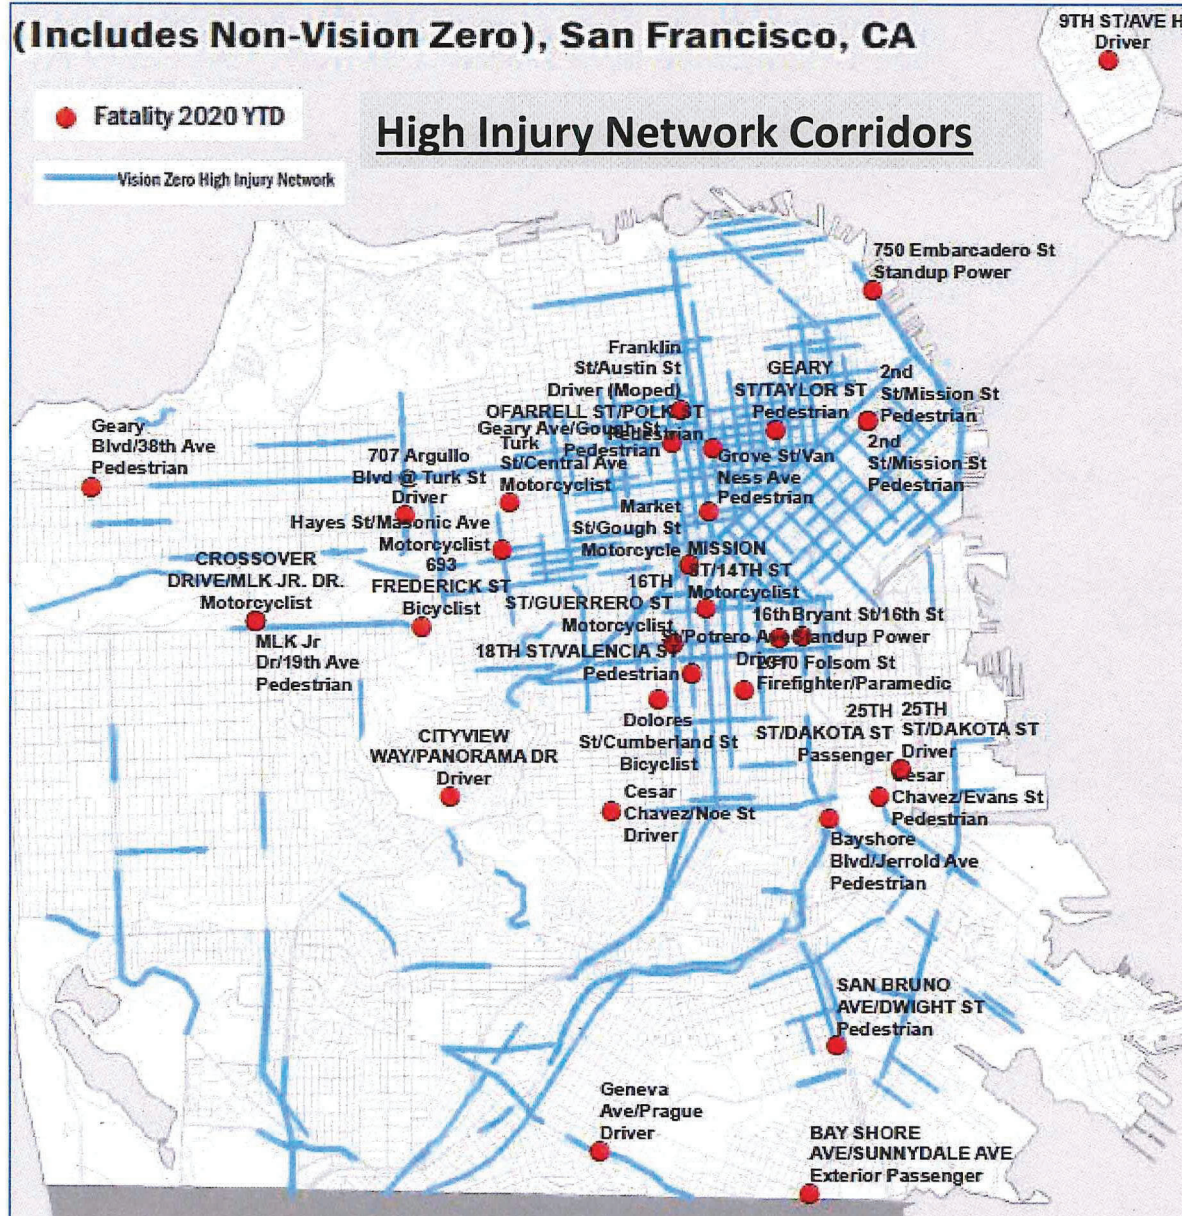 (Includes Non-Vision Zero), San Francisco, CA
9TH ST/AVE H
Driver
Fatality 2020 YTD
High Injury Network Corridors
Vision Zero High Injury Network
750 Embarcadero St
Standup Power
Franklin
St/Austin St
Driver (Moped)
OFARRELL ST/POLK ST
Pedestrian
Geary Ave/Gough St
Pedestrian
GEARY
ST/TAYLOR ST
Pedestrian
2nd
St/Mission St
Pedestrian
2nd
St/Mission St
Pedestrian
Geary
Blvd/38th Ave
Pedestrian
707 Argullo
Blvd @ Turk St
Driver
Turk
St/Central Ave
Motorcyclist
Grove St/Van
Ness Ave
Pedestrian
Hayes St/Masonic Ave
Motorcyclist
Market
St/Gough St
Motorcycle
MISSION
ST/14TH ST
Motorcyclist
CROSSOVER
DRIVE/MLK JR. DR.
Motorcyclist
693
FREDERICK ST
Bicyclist
16TH
ST/GUERRERO ST
Motorcyclist
16th
St/Potrero Ave
Driver
Bryant St/16th St
Standup Power
MLK Jr
Dr/19th Ave
Pedestrian
18TH ST/VALENCIA ST
Pedestrian
2310 Folsom St
Firefighter/Paramedic
Dolores
St/Cumberland St
Bicyclist
25TH
ST/DAKOTA ST
Passenger
25TH
ST/DAKOTA ST
Driver
CITYVIEW
WAY/PANORAMA DR
Driver
Cesar
Chavez/Noe St
Driver
Cesar
Chavez/Evans St
Pedestrian
Bayshore
Blvd/Jerrold Ave
Pedestrian
SAN BRUNO
AVE/DWIGHT ST
Pedestrian
Geneva
Ave/Prague
Driver
BAY SHORE
AVE/SUNNYDALE AVE
Exterior Passenger